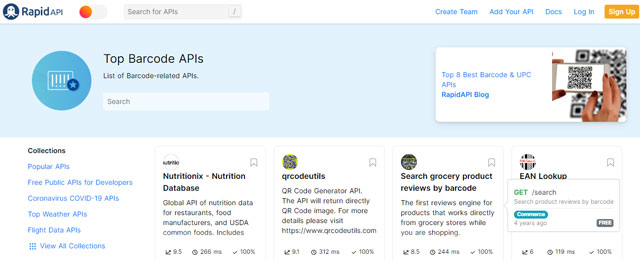 RapidAPI
Search for APIs
/
Create Team
Add Your API
Docs
Log In
Sign Up
Top Barcode APIs
List of Barcode-related APIs.
Search
Top 8 Best Barcode & UPC
APIs
RapidAPI Blog
Collections
Popular APIs
Free Public APIs for Developers
Coronavirus COVID-19 APIs
Top Weather APIs
Flight Data APIs
View All Collections
Nutritionix - Nutrition
Database
Global API of nutrition data
for restaurants, food
manufacturers, and USDA
common foods. Includes
9.5
266 ms
100%
qrcodeutils
QR Code Generator API.
The API will return directly
QR Code image. For more
details please visit
https://www.qrcodeutils.com
9.1
312 ms
100%
Search grocery product
reviews by barcode
The first reviews engine for
products that works directly
from grocery stores while
you are shopping.
8.5
244 ms
100%
EAN Lookup
GET /search
Search product reviews by barcode
Commerce
4 years ago
FREE
6
119 ms
100%